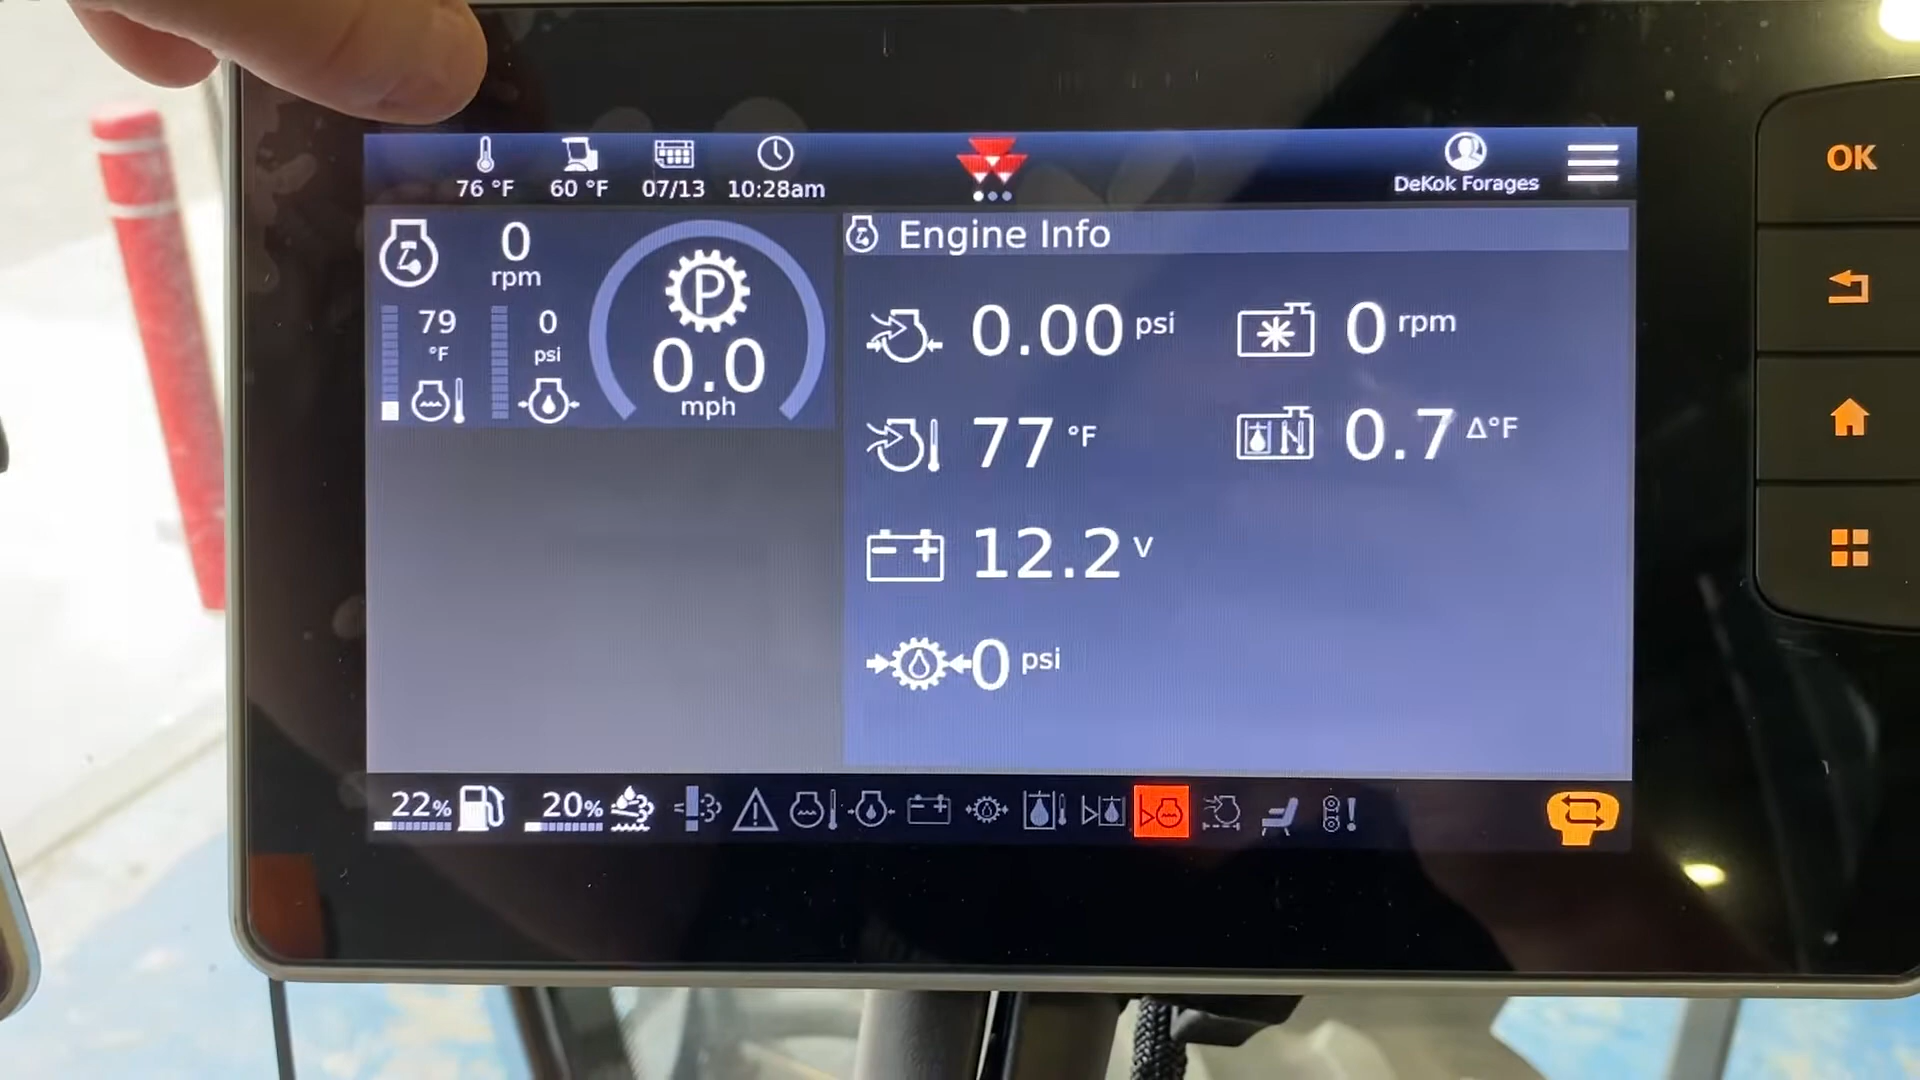 76 °F 60 °F 07/13 10:28am
DeKok Forages
OK
0
rpm
79
°F
0
psi
P
0.0
mph
Engine Info
0.00 psi
0 rpm
77 °F
0.7 Δ°F
12.2 V
0 psi
22% 20%